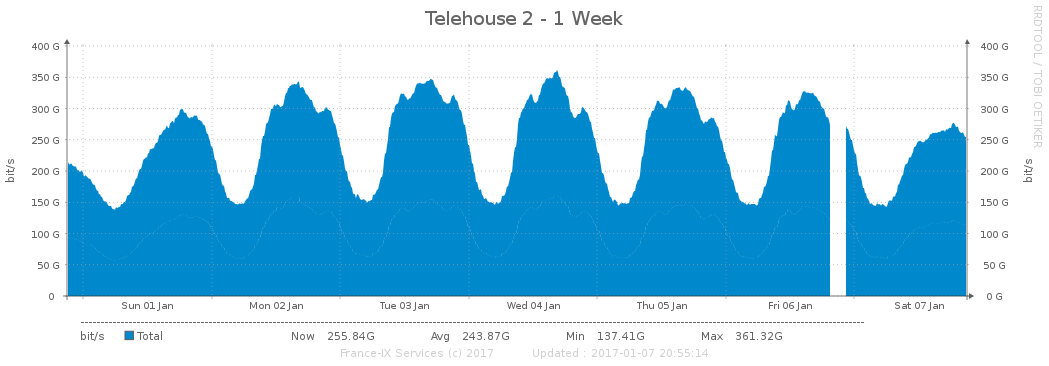 Telehouse 2 - 1 Week
RRDTOOL / TOBI OETIKER
400 G 400 G
350 G 350 G
300 G 300 G
250 G 250 G
200 G 200 G
150 G 150 G
100 G 100 G
50 G 50 G
0 0 G
bit/s bit/s
Sun 01 Jan Mon 02 Jan Tue 03 Jan Wed 04 Jan Thu 05 Jan Fri 06 Jan Sat 07 Jan
bit/s Total Now 255.84G Avg 243.87G Min 137.41G Max 361.32G
France-IX Services (c) 2017 Updated : 2017-01-07 20:55:14